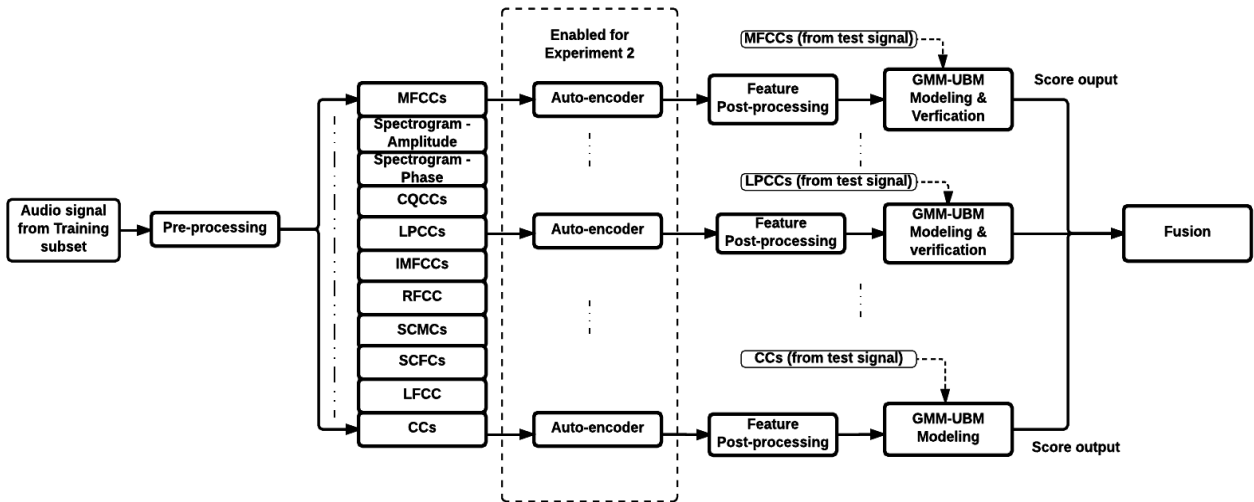 Enabled for
Experiment 2
MFCCs (from test signal)
MFCCs
Auto-encoder
Feature
Post-processing
GMM-UBM
Modeling &
Verfication
Score ouput
Spectrogram -
Amplitude
Spectrogram -
Phase
CQCCs
LPCCs (from test signal)
Audio signal
from Training
subset
Pre-processing
LPCCs
Auto-encoder
Feature
Post-processing
GMM-UBM
Modeling &
verification
Fusion
IMFCCs
RFCC
SCMCs
SCFCs
CCs (from test signal)
LFCC
CCs
Auto-encoder
Feature
Post-processing
GMM-UBM
Modeling
Score output